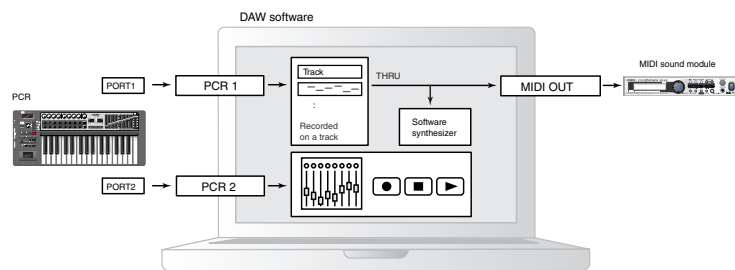 DAW software
MIDI sound module
PORT1
PCR 1
Track
THRU
MIDI OUT
PCR
:
Recorded
on a track
Software
synthesizer
PORT2
PCR 2